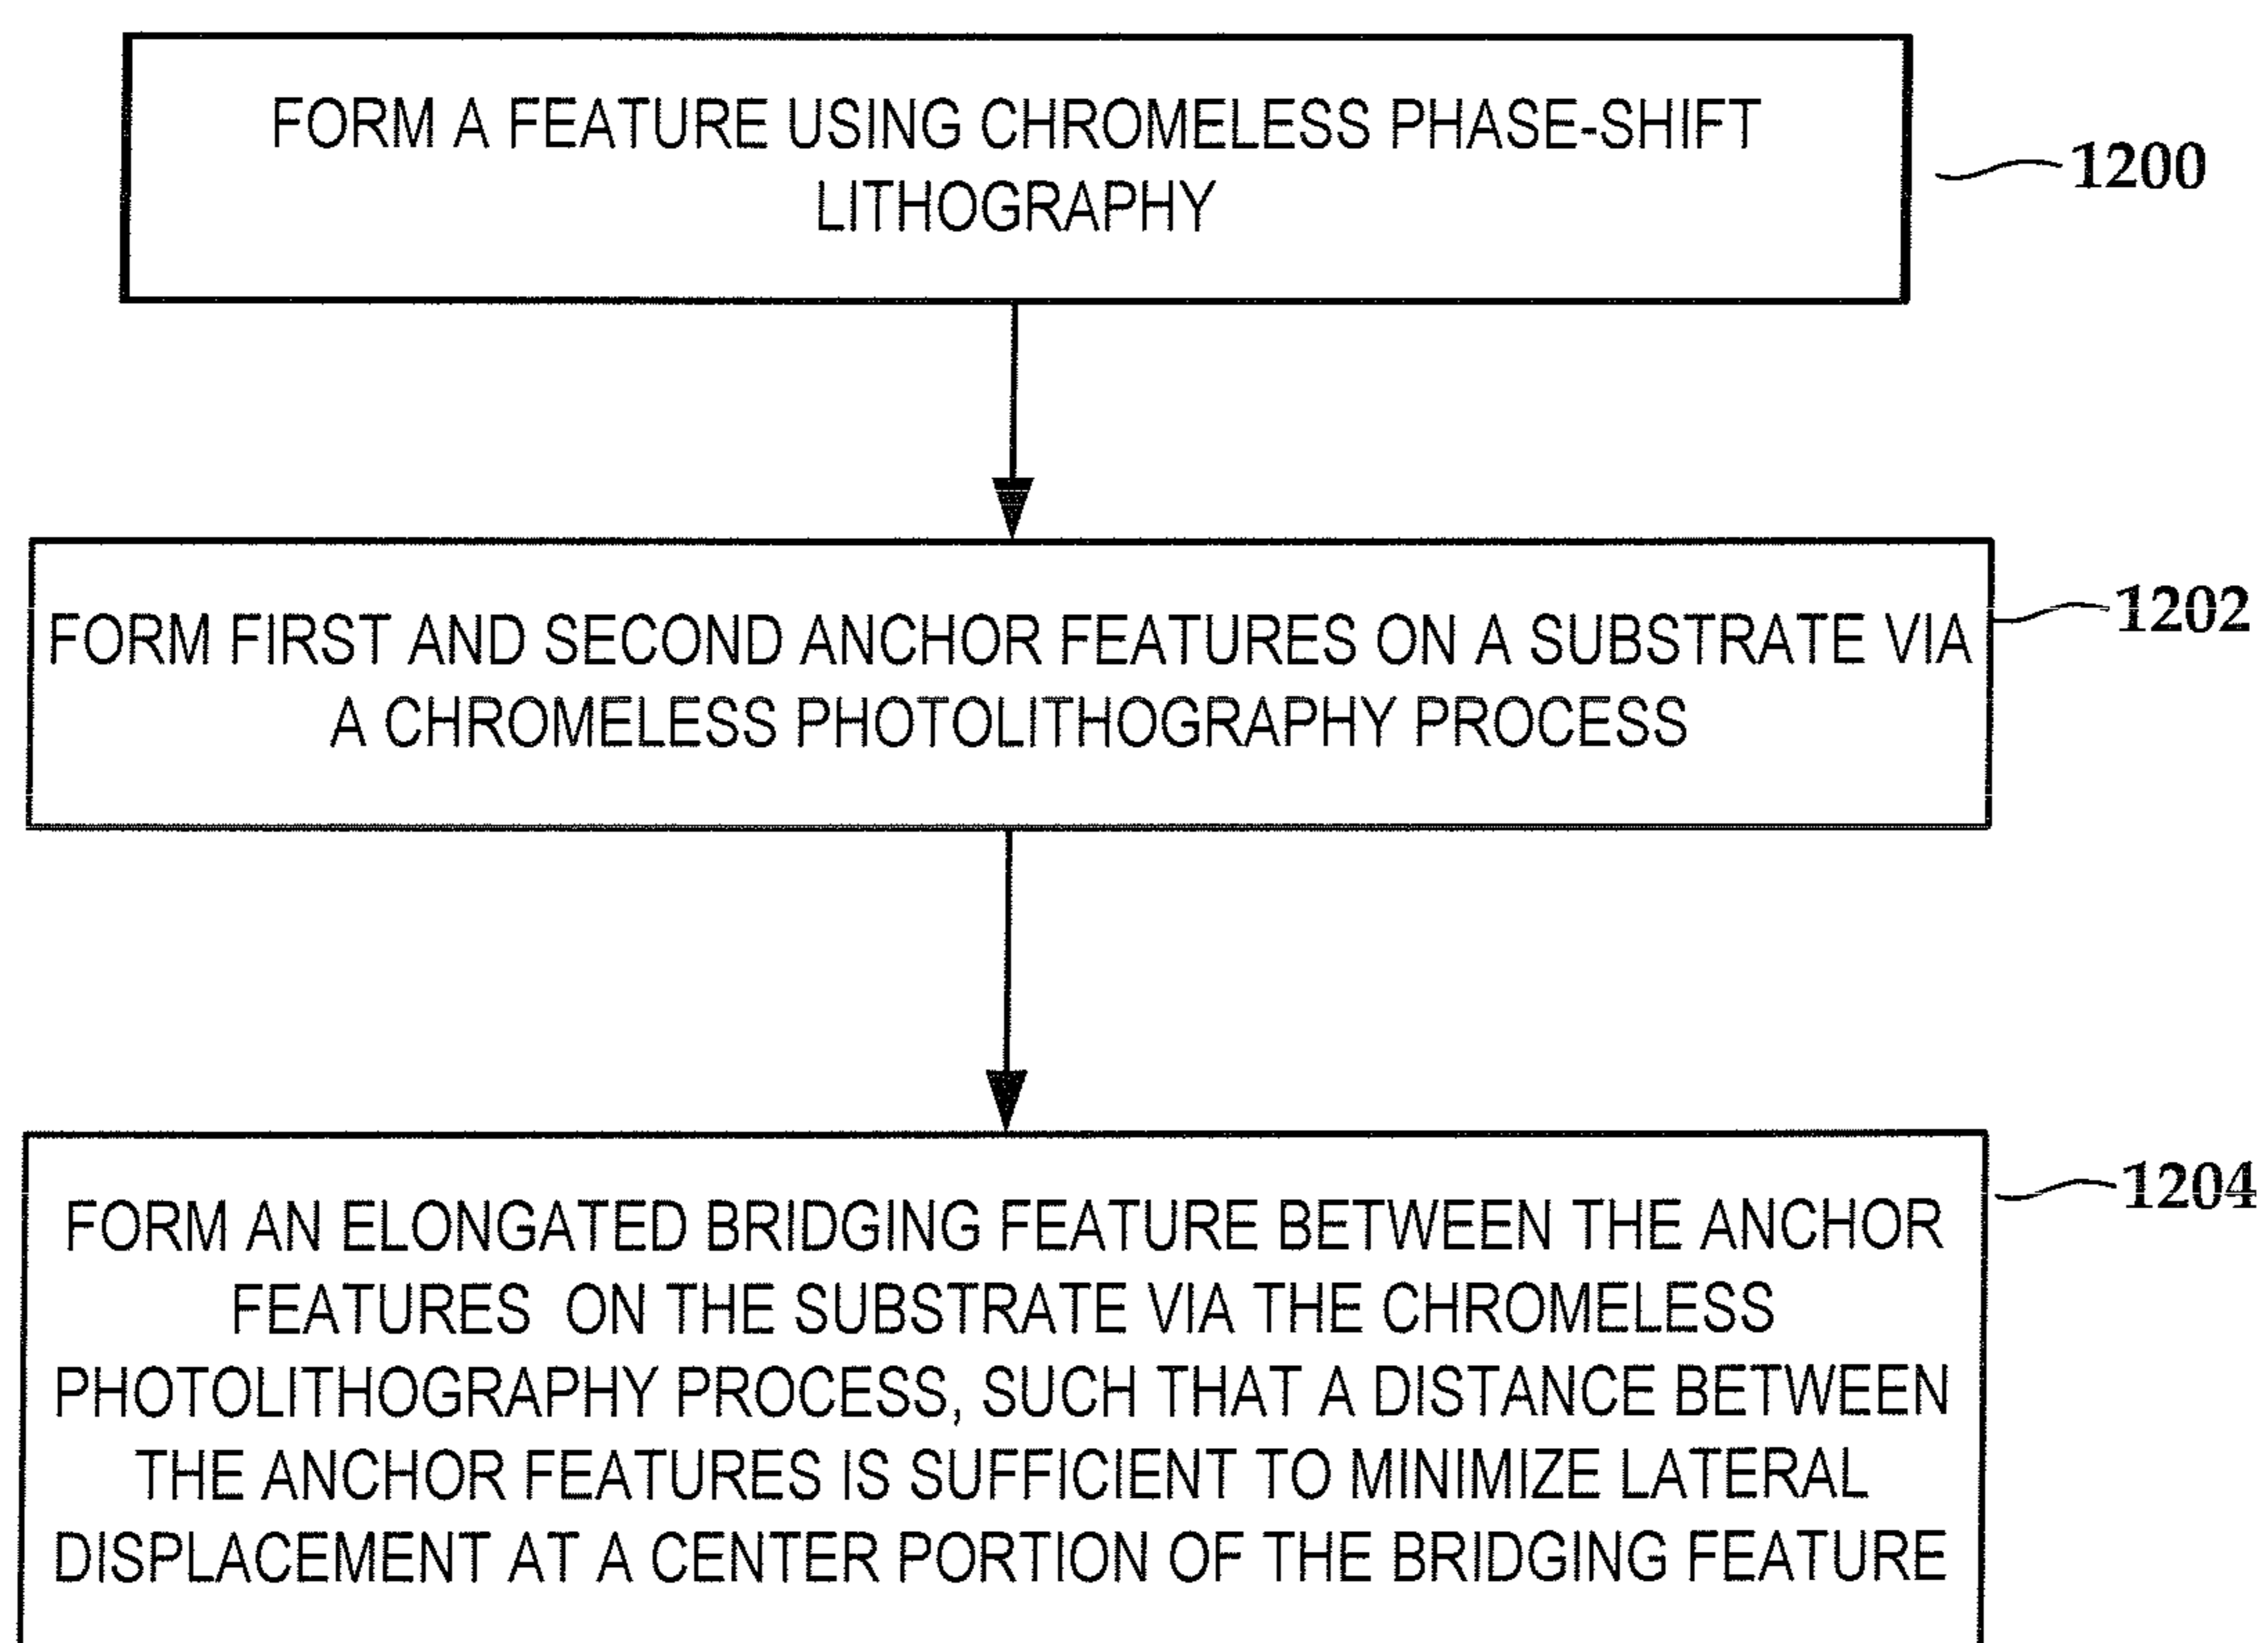 FORM A FEATURE USING CHROMELESS PHASE-SHIFT
LITHOGRAPHY
1200
FORM FIRST AND SECOND ANCHOR FEATURES ON A SUBSTRATE VIA
A CHROMELESS PHOTOLITHOGRAPHY PROCESS
1202
FORM AN ELONGATED BRIDGING FEATURE BETWEEN THE ANCHOR
FEATURES ON THE SUBSTRATE VIA THE CHROMELESS
PHOTOLITHOGRAPHY PROCESS, SUCH THAT A DISTANCE BETWEEN
THE ANCHOR FEATURES IS SUFFICIENT TO MINIMIZE LATERAL
DISPLACEMENT AT A CENTER PORTION OF THE BRIDGING FEATURE
1204